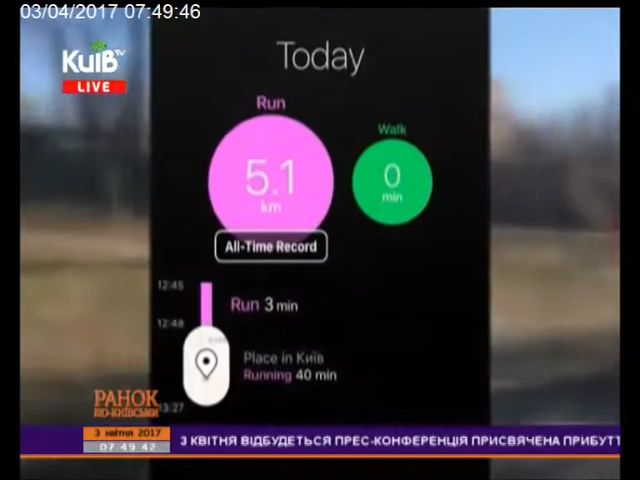 03/04/2017 07:49:46
КиїВ TV
LIVE
Today
Run
5.1
km
Walk
0
min
All-Time Record
12:45
Run 3 min
12:48
Place in Київ
Running 40 min
13:27
РАНОК
ПО-КИЇВСЬКИ
3 квітня 2017
07:49:42
3 КВІТНЯ ВІДБУДЕТЬСЯ ПРЕС-КОНФЕРЕНЦІЯ ПРИСВЯЧЕНА ПРИБУТТ